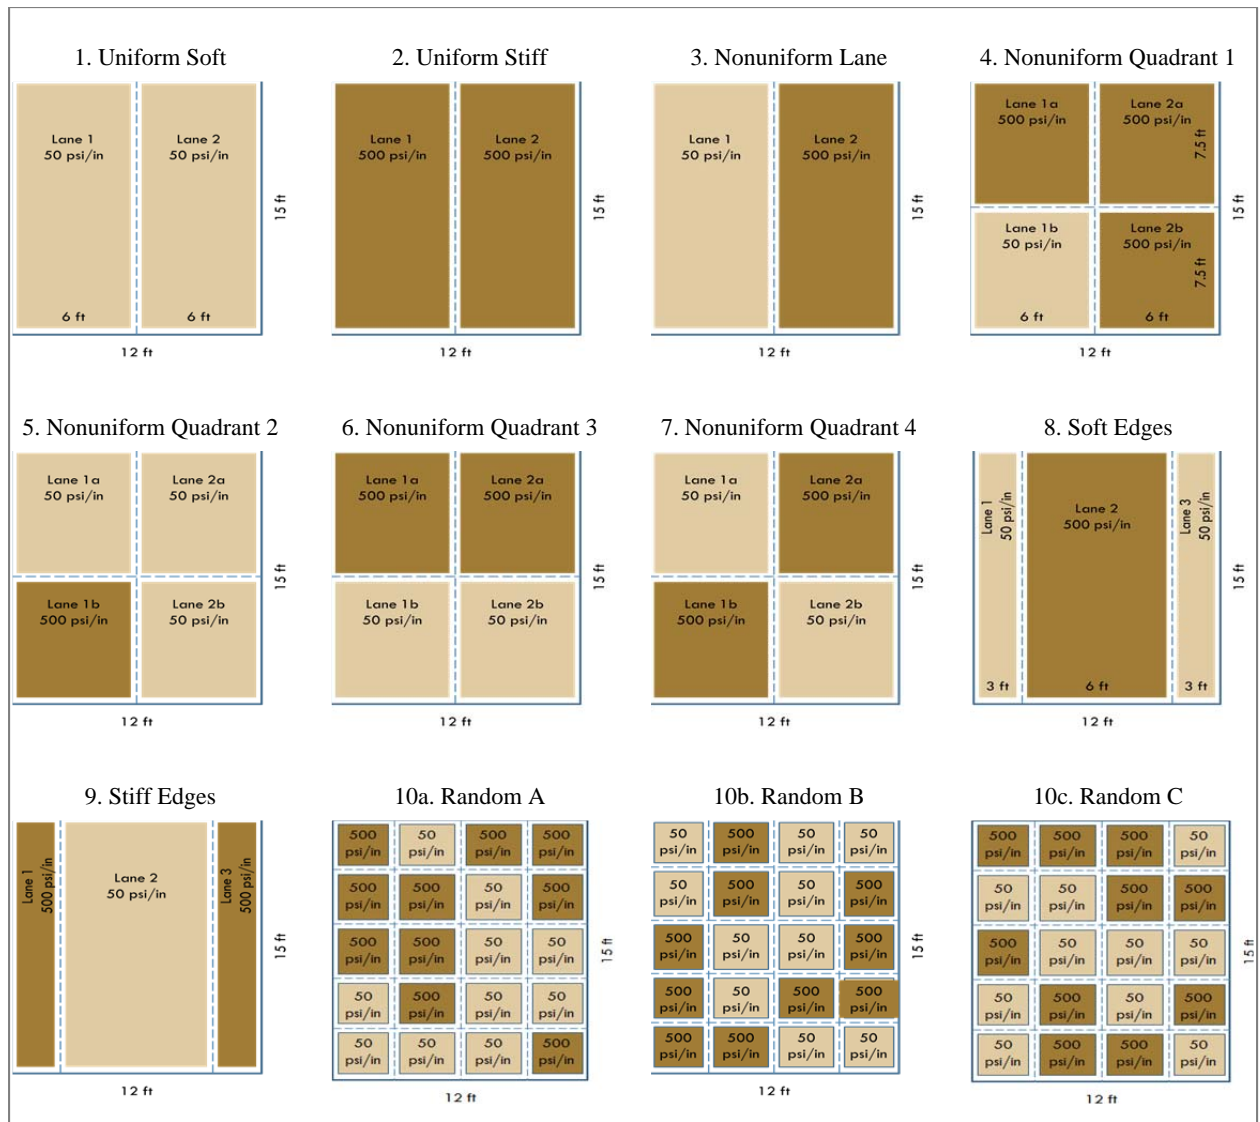 1. Uniform Soft
Lane 1
50 psi/in
Lane 2
50 psi/in
6 ft
6 ft
15 ft
12 ft
2. Uniform Stiff
Lane 1
500 psi/in
Lane 2
500 psi/in
15 ft
12 ft
3. Nonuniform Lane
Lane 1
50 psi/in
Lane 2
500 psi/in
15 ft
12 ft
4. Nonuniform Quadrant 1
Lane 1a
500 psi/in
Lane 2a
500 psi/in
7.5 ft
Lane 1b
50 psi/in
Lane 2b
500 psi/in
7.5 ft
6 ft
6 ft
12 ft
5. Nonuniform Quadrant 2
Lane 1a
50 psi/in
Lane 2a
50 psi/in
Lane 1b
500 psi/in
Lane 2b
50 psi/in
15 ft
12 ft
6. Nonuniform Quadrant 3
Lane 1a
500 psi/in
Lane 2a
500 psi/in
Lane 1b
50 psi/in
Lane 2b
50 psi/in
15 ft
12 ft
7. Nonuniform Quadrant 4
Lane 1a
50 psi/in
Lane 2a
500 psi/in
Lane 1b
500 psi/in
Lane 2b
50 psi/in
15 ft
12 ft
8. Soft Edges
Lane 1
50 psi/in
Lane 2
500 psi/in
Lane 3
50 psi/in
3 ft
6 ft
3 ft
15 ft
12 ft
9. Stiff Edges
Lane 1
500 psi/in
Lane 2
50 psi/in
Lane 3
500 psi/in
15 ft
12 ft
10a. Random A
500
psi/in
50
psi/in
500
psi/in
500
psi/in
500
psi/in
500
psi/in
50
psi/in
500
psi/in
500
psi/in
500
psi/in
50
psi/in
50
psi/in
50
psi/in
500
psi/in
50
psi/in
50
psi/in
50
psi/in
50
psi/in
50
psi/in
500
psi/in
15 ft
12 ft
10b. Random B
50
psi/in
500
psi/in
50
psi/in
50
psi/in
50
psi/in
500
psi/in
50
psi/in
500
psi/in
500
psi/in
50
psi/in
50
psi/in
500
psi/in
500
psi/in
50
psi/in
500
psi/in
500
psi/in
500
psi/in
500
psi/in
50
psi/in
50
psi/in
15 ft
12 ft
10c. Random C
500
psi/in
500
psi/in
500
psi/in
50
psi/in
50
psi/in
50
psi/in
500
psi/in
500
psi/in
500
psi/in
50
psi/in
50
psi/in
50
psi/in
50
psi/in
500
psi/in
50
psi/in
500
psi/in
50
psi/in
500
psi/in
500
psi/in
50
psi/in
15 ft
12 ft